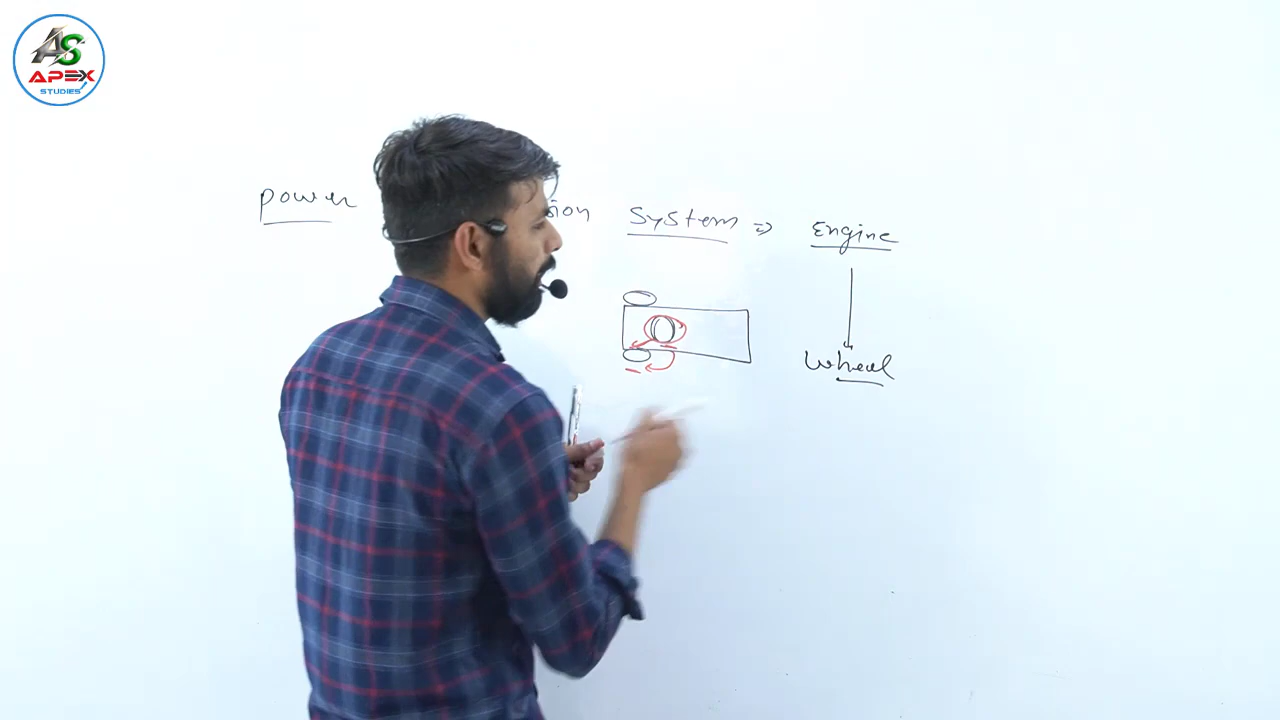 AS
APEX
STUDIES
Power sion System ⇒ Engine
Wheel